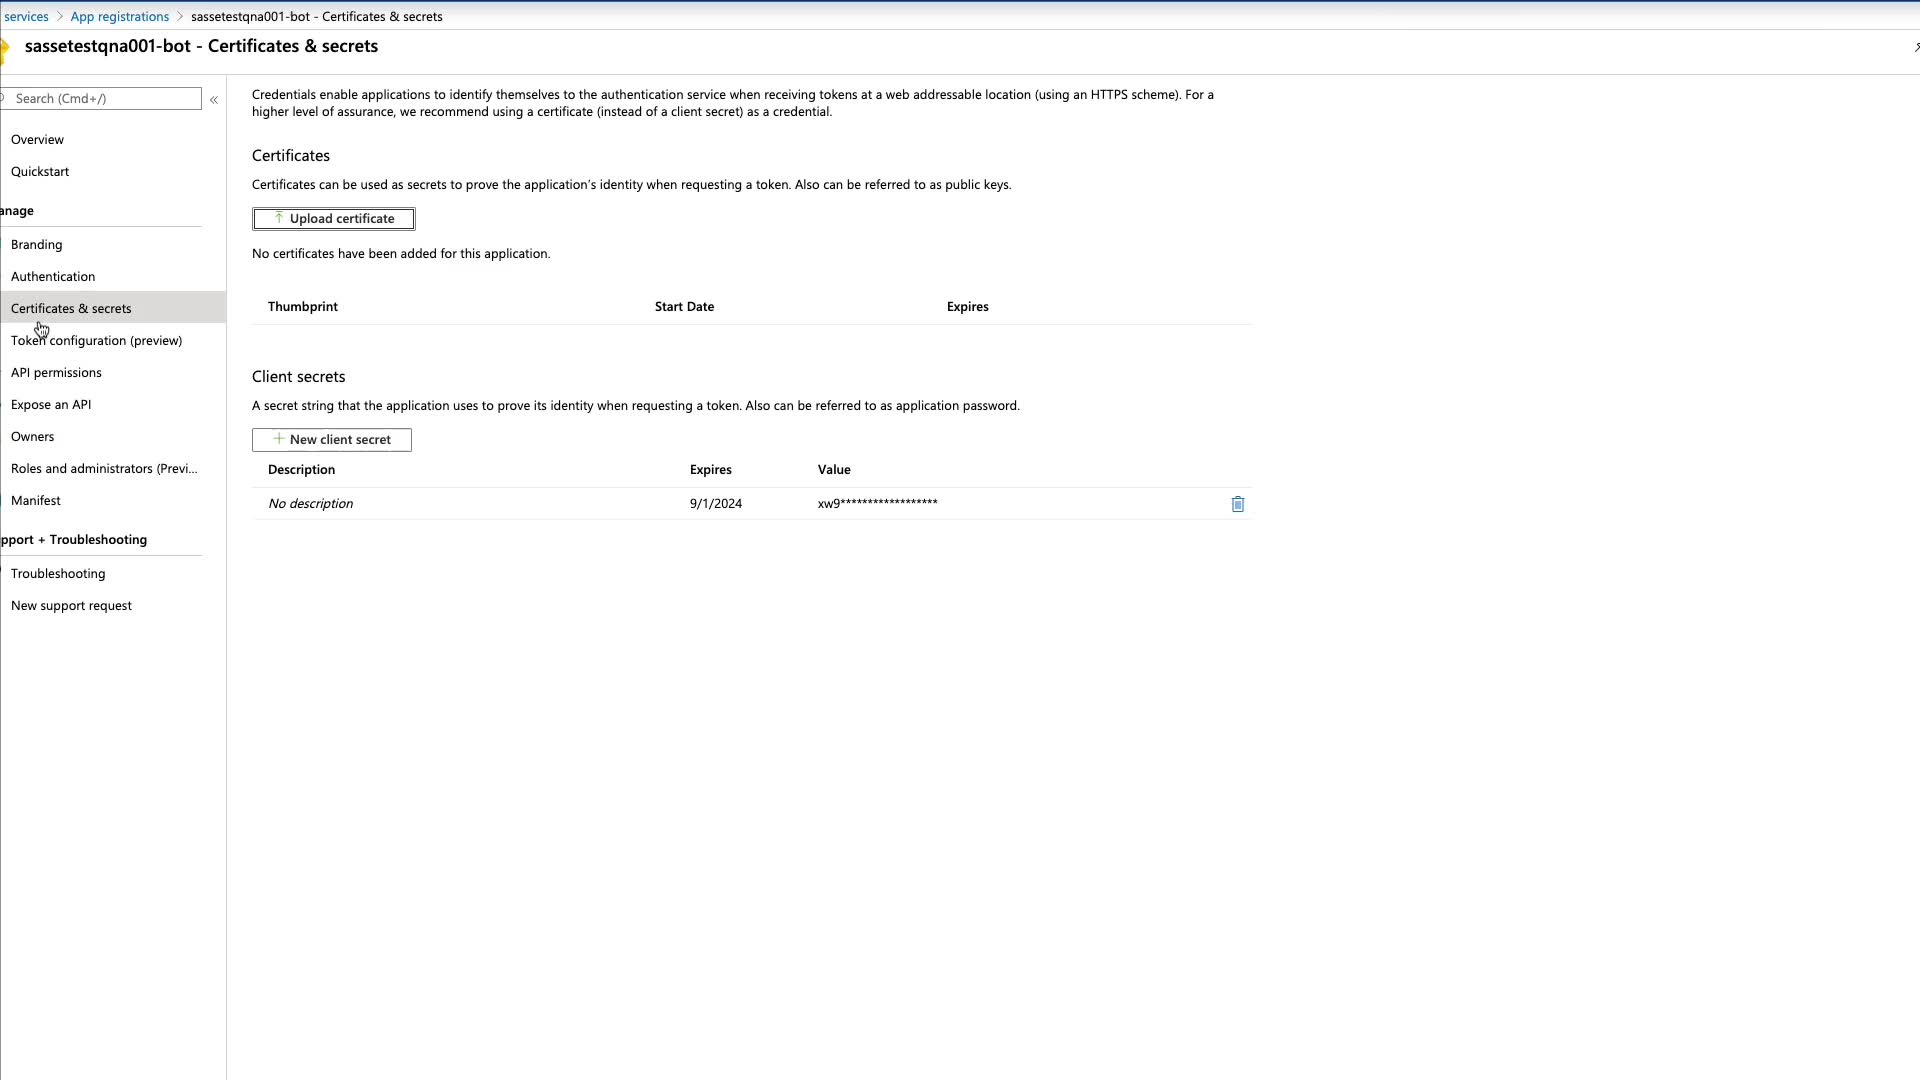 services > App registrations > sassetestqna001-bot - Certificates & secrets
sassetestqna001-bot - Certificates & secrets
Search (Cmd+/)
«
Overview
Quickstart
anage
Branding
Authentication
Certificates & secrets
Token configuration (preview)
API permissions
Expose an API
Owners
Roles and administrators (Previ...
Manifest
pport + Troubleshooting
Troubleshooting
New support request
Credentials enable applications to identify themselves to the authentication service when receiving tokens at a web addressable location (using an HTTPS scheme). For a
higher level of assurance, we recommend using a certificate (instead of a client secret) as a credential.
Certificates
Certificates can be used as secrets to prove the application's identity when requesting a token. Also can be referred to as public keys.
Upload certificate
No certificates have been added for this application.
Thumbprint Start Date Expires
Client secrets
A secret string that the application uses to prove its identity when requesting a token. Also can be referred to as application password.
New client secret
Description Expires Value
No description 9/1/2024 xw9******************